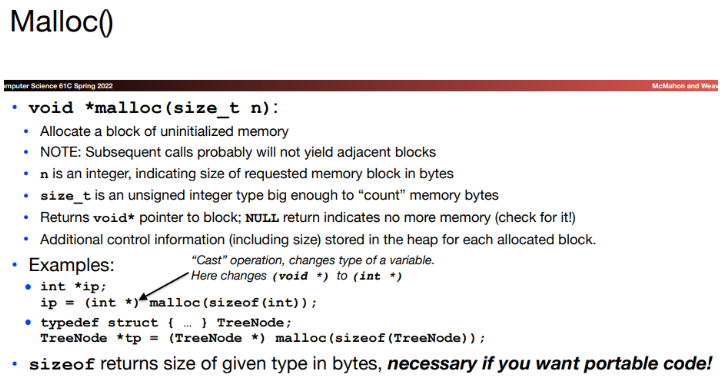 Malloc()
mputer Science 61C Spring 2022
McMahon and Weav
• void *malloc(size_t n):
• Allocate a block of uninitialized memory
• NOTE: Subsequent calls probably will not yield adjacent blocks
• n is an integer, indicating size of requested memory block in bytes
• size_t is an unsigned integer type big enough to “count” memory bytes
• Returns void* pointer to block; NULL return indicates no more memory (check for it!)
• Additional control information (including size) stored in the heap for each allocated block.
• Examples:
“Cast” operation, changes type of a variable.
Here changes (void *) to (int *)
• int *ip;
ip = (int *) malloc(sizeof(int));
• typedef struct { … } TreeNode;
TreeNode *tp = (TreeNode *) malloc(sizeof(TreeNode));
• sizeof returns size of given type in bytes, necessary if you want portable code!